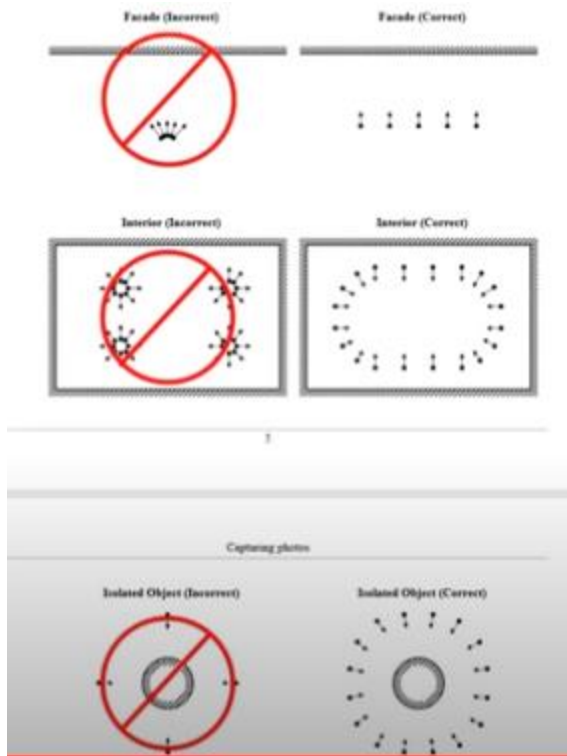 Facade (Incorrect)
Facade (Correct)
Interior (Incorrect)
Interior (Correct)
Capturing photos
Isolated Object (Incorrect)
Isolated Object (Correct)